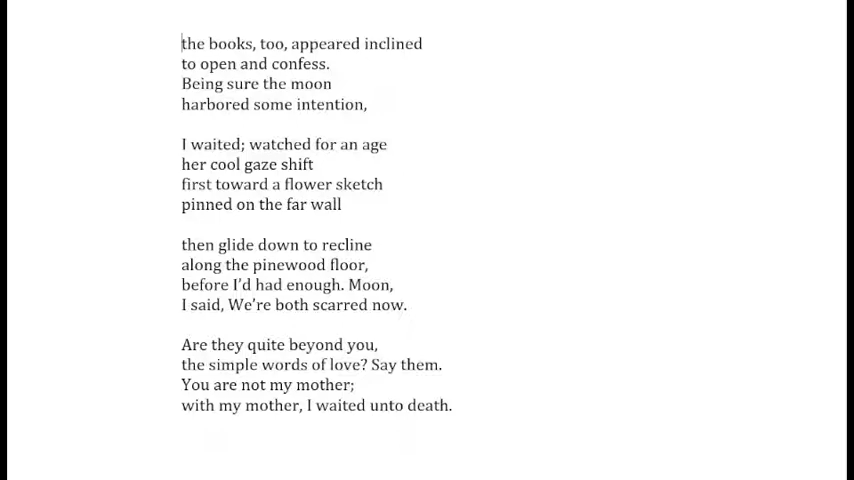 the books, too, appeared inclined
to open and confess.
Being sure the moon
harbored some intention,
I waited; watched for an age
her cool gaze shift
first toward a flower sketch
pinned on the far wall
then glide down to recline
along the pinewood floor,
before I’d had enough. Moon,
I said, We’re both scarred now.
Are they quite beyond you,
the simple words of love? Say them.
You are not my mother;
with my mother, I waited unto death.